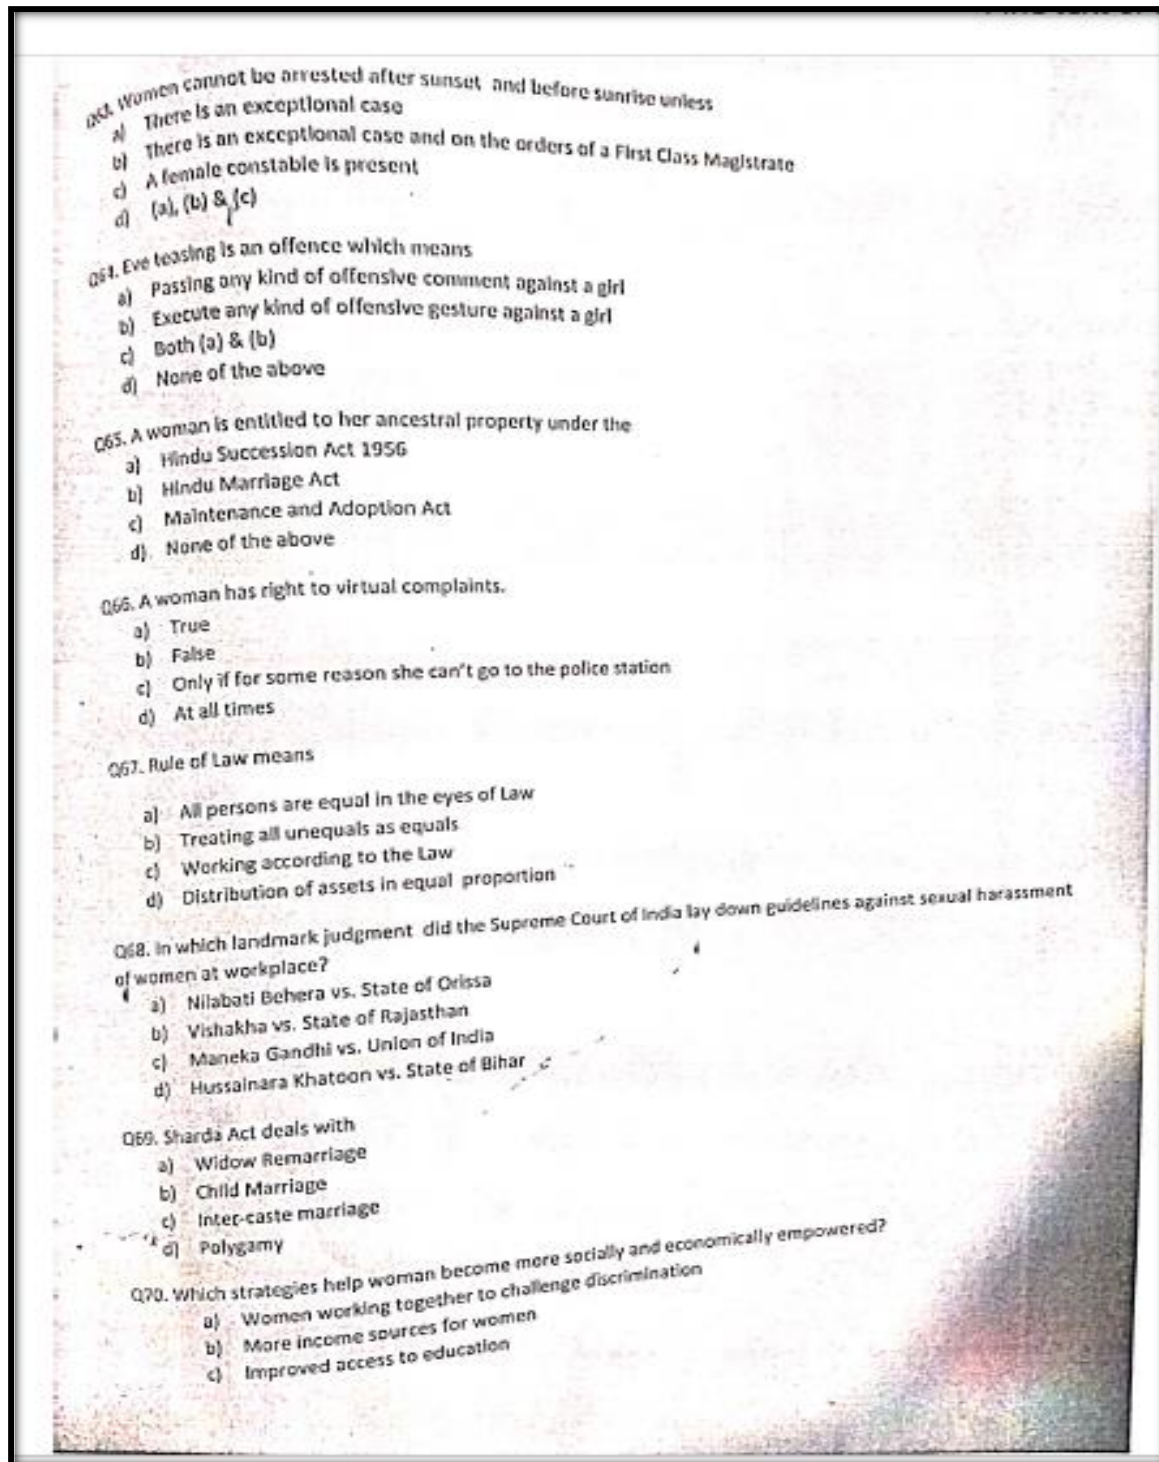 Q63. Women cannot be arrested after sunset and before sunrise unless
a) There is an exceptional case
b) There is an exceptional case and on the orders of a First Class Magistrate
c) A female constable is present
d) (a), (b) & (c)
Q64. Eve teasing is an offence which means
a) Passing any kind of offensive comment against a girl
b) Execute any kind of offensive gesture against a girl
c) Both (a) & (b)
d) None of the above
Q65. A woman is entitled to her ancestral property under the
a) Hindu Succession Act 1956
b) Hindu Marriage Act
c) Maintenance and Adoption Act
d) None of the above
Q66. A woman has right to virtual complaints.
a) True
b) False
c) Only if for some reason she can't go to the police station
d) At all times
Q67. Rule of Law means
a) All persons are equal in the eyes of Law
b) Treating all unequals as equals
c) Working according to the Law
d) Distribution of assets in equal proportion
Q68. In which landmark judgment did the Supreme Court of India lay down guidelines against sexual harassment
of women at workplace?
a) Nilabati Behera vs. State of Orissa
b) Vishakha vs. State of Rajasthan
c) Maneka Gandhi vs. Union of India
d) Hussainara Khatoon vs. State of Bihar
Q69. Sharda Act deals with
a) Widow Remarriage
b) Child Marriage
c) Inter-caste marriage
d) Polygamy
Q70. Which strategies help woman become more socially and economically empowered?
a) Women working together to challenge discrimination
b) More income sources for women
c) Improved access to education